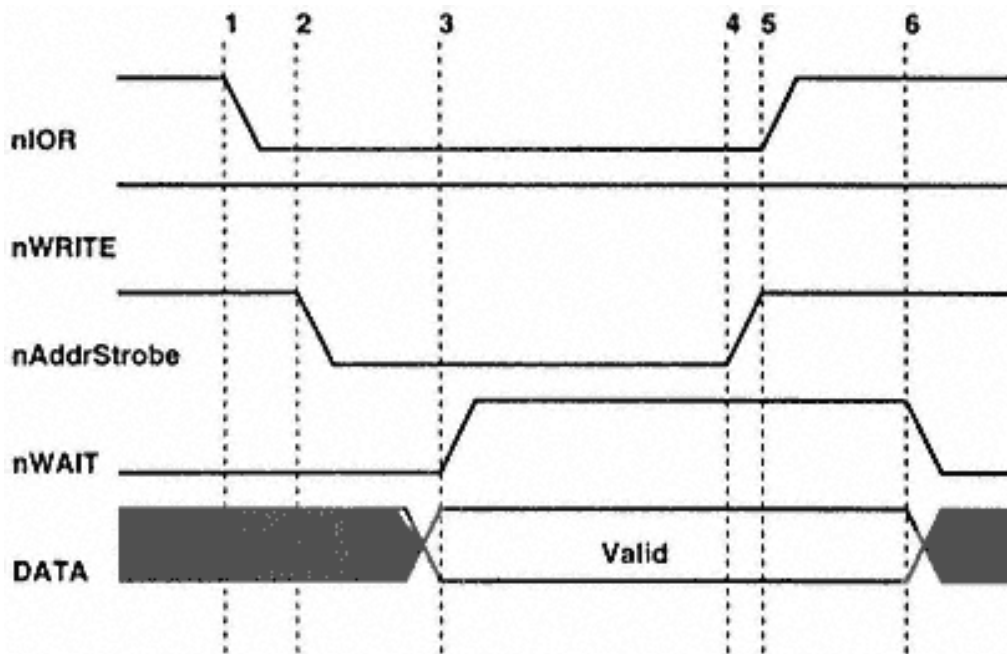 1 2 3 4 5 6
nIOR
nWRITE
nAddrStrobe
nWAIT
DATA Valid